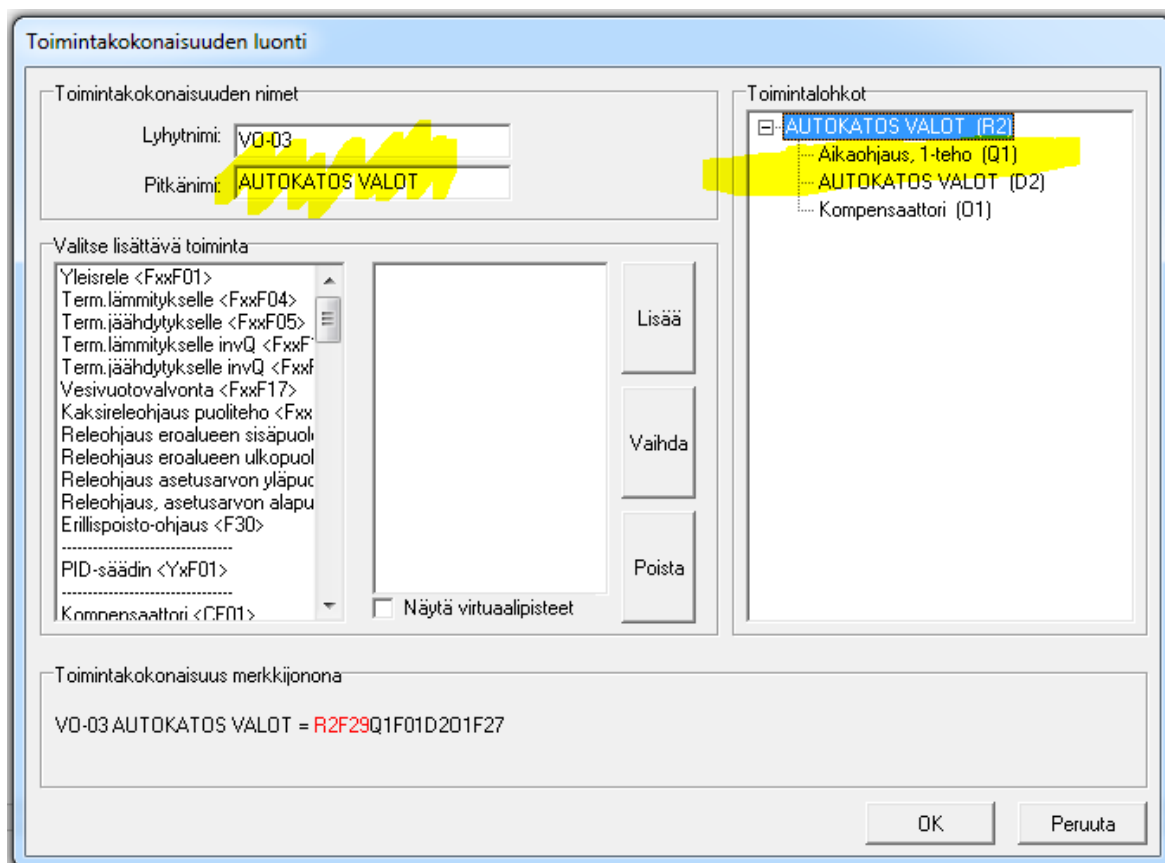 Toimintakokonaisuuden luonti
Toimintakokonaisuuden nimet
Lyhytnimi: VO-03
Pitkänimi: AUTOKATOS VALOT
Valitse lisättävä toiminta
Yleisrele <FxxF01>
Term.lämmitykselle <FxxF04>
Term.jäähdytykselle <FxxF05>
Term.lämmitykselle invQ <FxxF
Term.jäähdytykselle invQ <Fxx
Vesivuotovalvonta <FxxF17>
Kaksireleohjaus puoliteho <Fxx
Releohjaus eroalueen sisäpuol
Releohjaus eroalueen ulkopuol
Releohjaus asetusarvon yläpuo
Releohjaus, asetusarvon alapu
Erillispoisto-ohjaus <F30>
---------------------------------
PID-säädin <YxF01>
---------------------------------
Kompensaattori <CF01>
Näytä virtuaalipisteet
Lisää
Vaihda
Poista
Toimintalohkot
AUTOKATOS VALOT (R2)
Aikaohjaus, 1-teho (Q1)
AUTOKATOS VALOT (D2)
Kompensaattori (O1)
Toimintakokonaisuus merkkijonona
VO-03 AUTOKATOS VALOT = R2F29Q1F01D2O1F27
OK
Peruuta